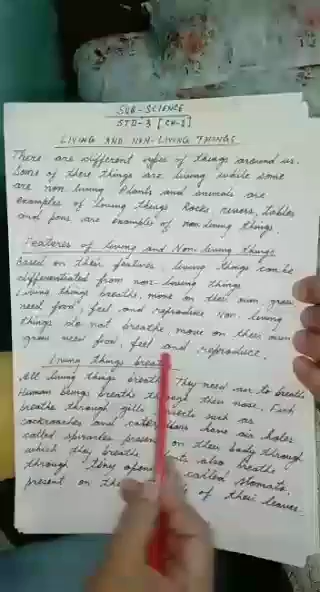 SUB-SCIENCE
STD-3 [CH-1]
LIVING AND NON-LIVING THINGS
There are different types of things around us.
Some of these things are living while some
are non living. Plants and animals are
examples of living things. Rocks, rivers, tables
and pens are examples of non living things.
Features of living and Non-living things
Based on their features, living things can be
differentiated from non-living things
Living things breathe, move on their own, grow
need food, feel and reproduce. Non living
things do not breathe, move on their own
grow need food, feel and reproduce.
Living things breathe
All living things breathe. They need air to breathe
Human beings breathe their nose. Fish
breathe through gills. Insects such as
cockroaches and have air holes
called spiracles present on their body through
which they breathe also breathe
through tiny called stomata,
present on the of their leaves